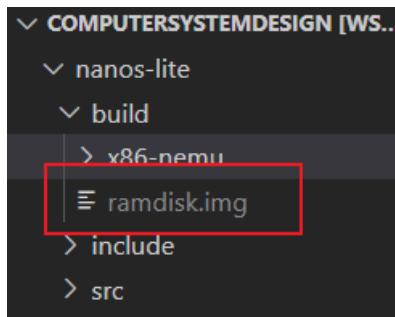 COMPUTERSYSTEMDESIGN [WS..
nanos-lite
build
x86-nemu
ramdisk.img
include
src